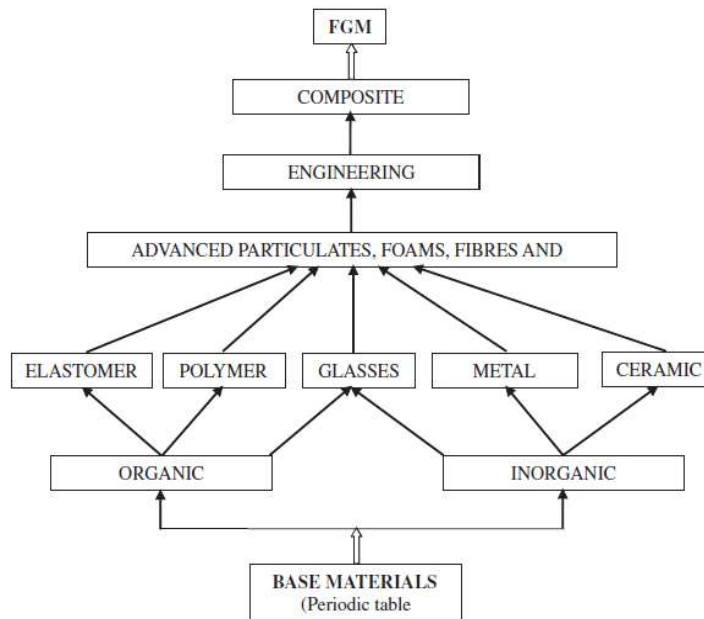 FGM
COMPOSITE
ENGINEERING
ADVANCED PARTICULATES, FOAMS, FIBRES AND
ELASTOMER
POLYMER
GLASSES
METAL
CERAMIC
ORGANIC
INORGANIC
BASE MATERIALS
(Periodic table